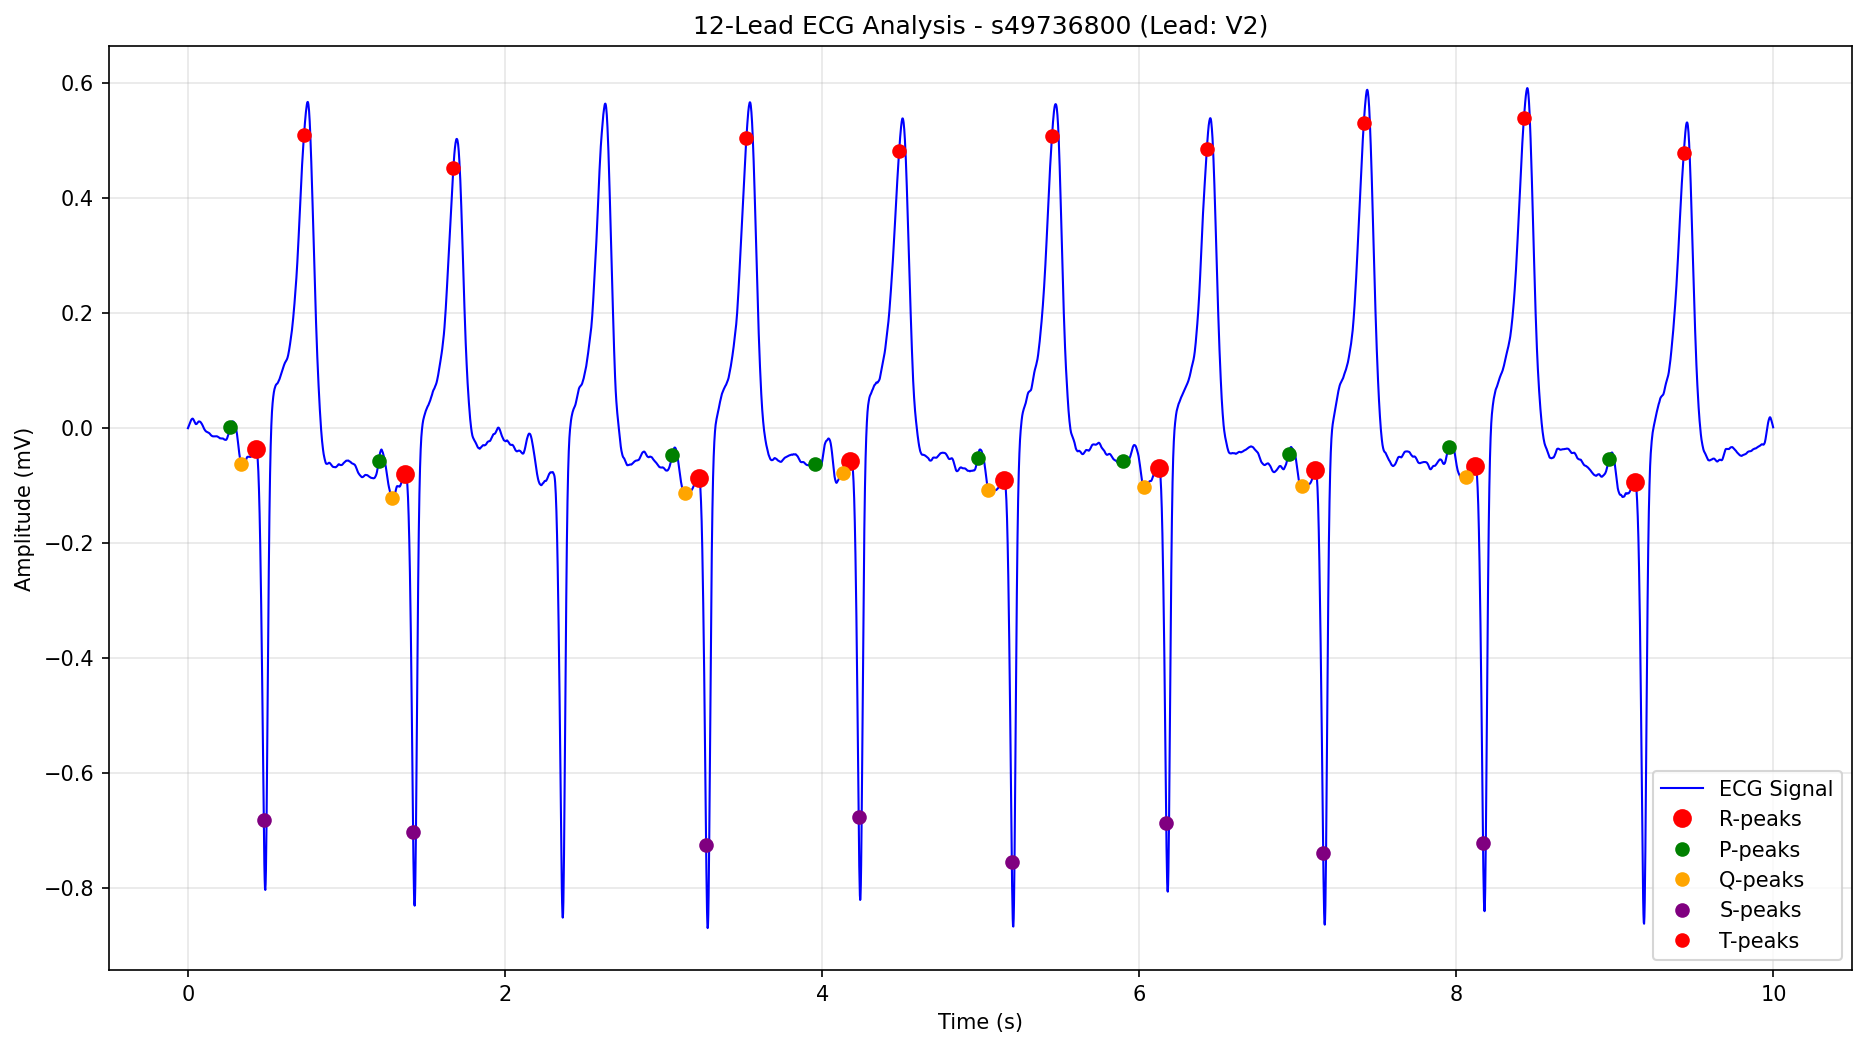 12-Lead ECG Analysis - s49736800 (Lead: V2)
Amplitude (mV)
0.6
0.4
0.2
0.0
−0.2
−0.4
−0.6
−0.8
0
2
4
6
8
10
Time (s)
ECG Signal
R-peaks
P-peaks
Q-peaks
S-peaks
T-peaks